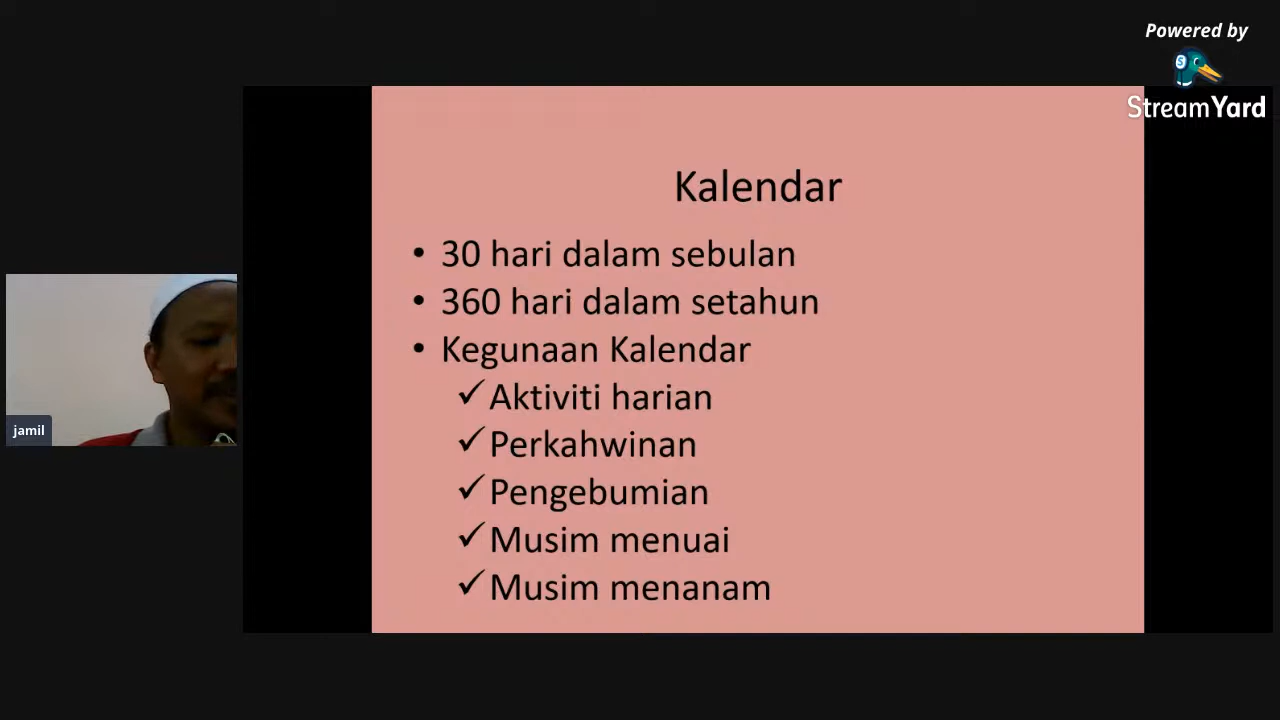 Powered by
StreamYard
Kalendar
• 30 hari dalam sebulan
• 360 hari dalam setahun
• Kegunaan Kalendar
✓Aktiviti harian
✓Perkahwinan
✓Pengebumian
✓Musim menuai
✓Musim menanam
jamil